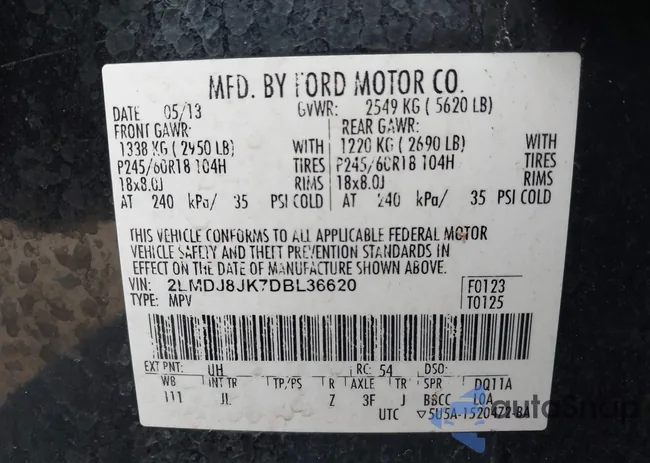 MFD. BY FORD MOTOR CO.
DATE 05/13 GVWR: 2549 KG ( 5620 LB)
FRONT GAWR: REAR GAWR:
1338 KG ( 2950 LB) WITH 1220 KG ( 2690 LB) WITH
P245/60R18 104H TIRES P245/60R18 104H TIRES
18x8.0J RIMS 18x8.0J RIMS
AT 240 kPa/ 35 PSI COLD AT 240 kPa/ 35 PSI COLD
THIS VEHICLE CONFORMS TO ALL APPLICABLE FEDERAL MOTOR
VEHICLE SAFETY AND THEFT PREVENTION STANDARDS IN
EFFECT ON THE DATE OF MANUFACTURE SHOWN ABOVE.
VIN: 2LMDJ8JK7DBL36620 F0123
TYPE: MPV T0125
EXT PNT: UH RC: 54 DSO:
WB INT TR TP/PS R AXLE TR SPR DQ11A
111 JL Z 3F J BBCC
UTC ▽5U5A-1520472-BA
autoSnap